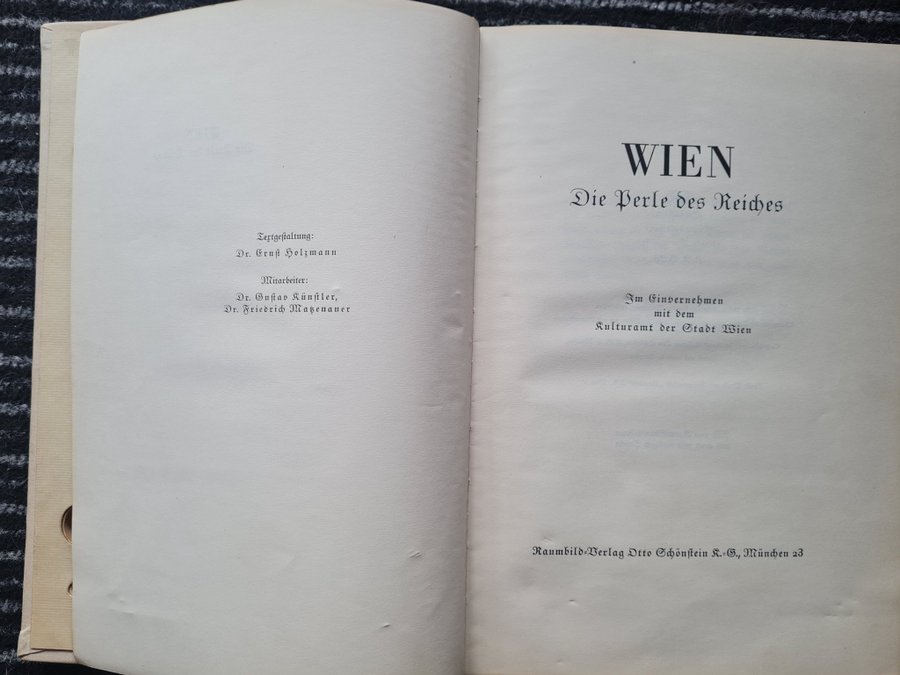 Textgestaltung:
Dr. Ernst Holzmann
Mitarbeiter:
Dr. Gustav Künstler,
Dr. Friedrich Matzenauer
WIEN
Die Perle des Reiches
Im Einvernehmen
mit dem
Kulturamt der Stadt Wien
Raumbild-Verlag Otto Schönstein K.-G., München 23